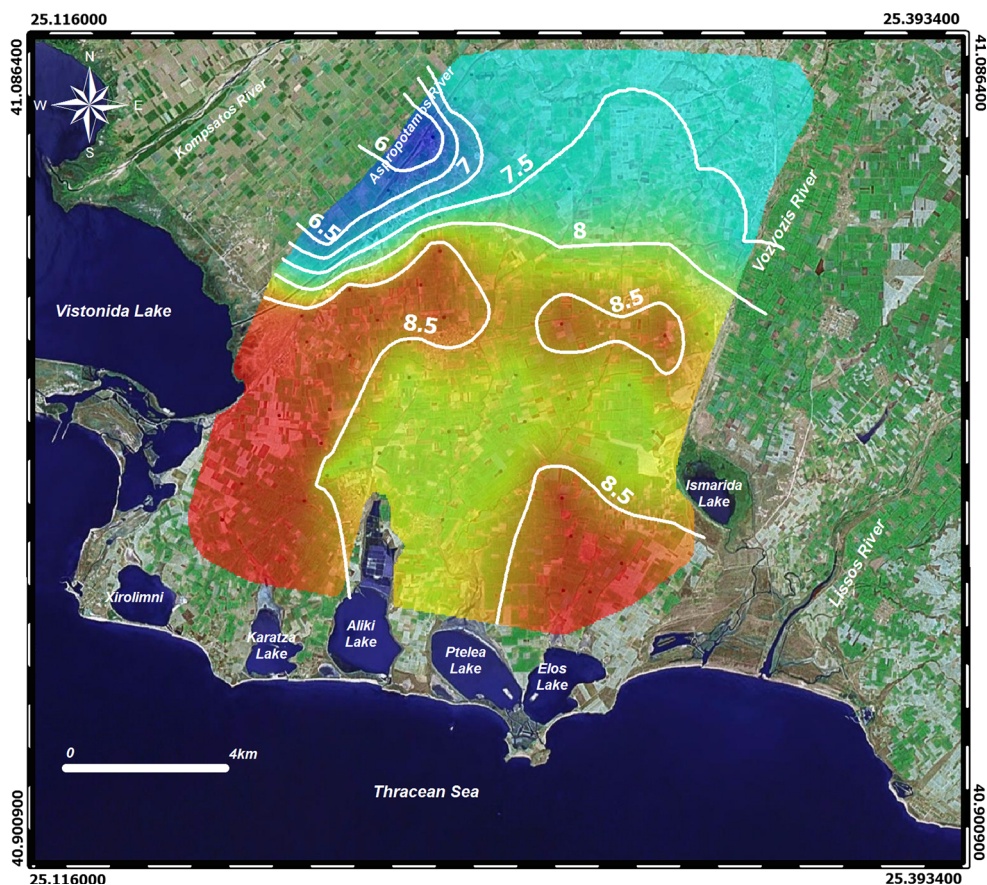 25.116000
25.393400
41.086400
41.086400
N
W
E
S
Kompsatos River
Aspropotamos River
6
7
7.5
6.5
8
Vozvozis River
Vistonida Lake
8.5
8.5
8.5
Ismarida
Lake
Lissos River
Xirolimni
Karatza
Lake
Aliki
Lake
Ptelea
Lake
Elos
Lake
0
4km
Thracean Sea
40.900900
40.900900
25.116000
25.393400